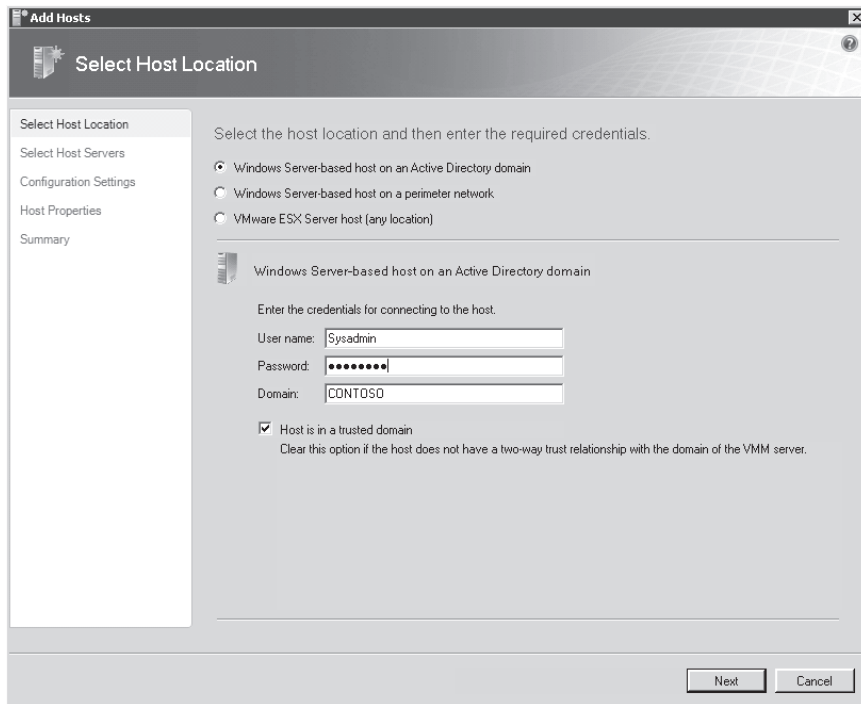 Add Hosts
Select Host Location
Select Host Location
Select Host Servers
Configuration Settings
Host Properties
Summary
Select the host location and then enter the required credentials.
Windows Server-based host on an Active Directory domain
Windows Server-based host on a perimeter network
VMware ESX Server host (any location)
Windows Server-based host on an Active Directory domain
Enter the credentials for connecting to the host.
User name: Sysadmin
Password: ●●●●●●●●
Domain: CONTOSO
Host is in a trusted domain
Clear this option if the host does not have a two-way trust relationship with the domain of the VMM server.
Next Cancel